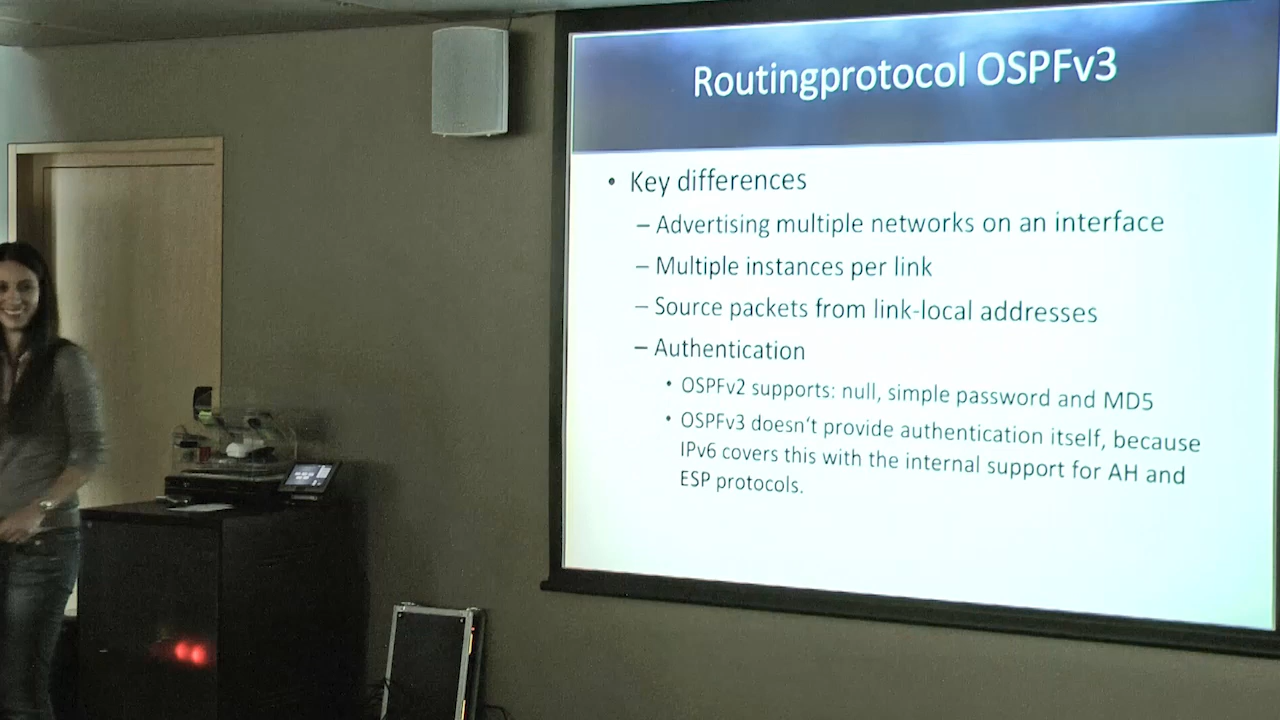 Routingprotocol OSPFv3
• Key differences
– Advertising multiple networks on an interface
– Multiple instances per link
– Source packets from link-local addresses
– Authentication
• OSPFv2 supports: null, simple password and MD5
• OSPFv3 doesn't provide authentication itself, because
IPv6 covers this with the internal support for AH and
ESP protocols.